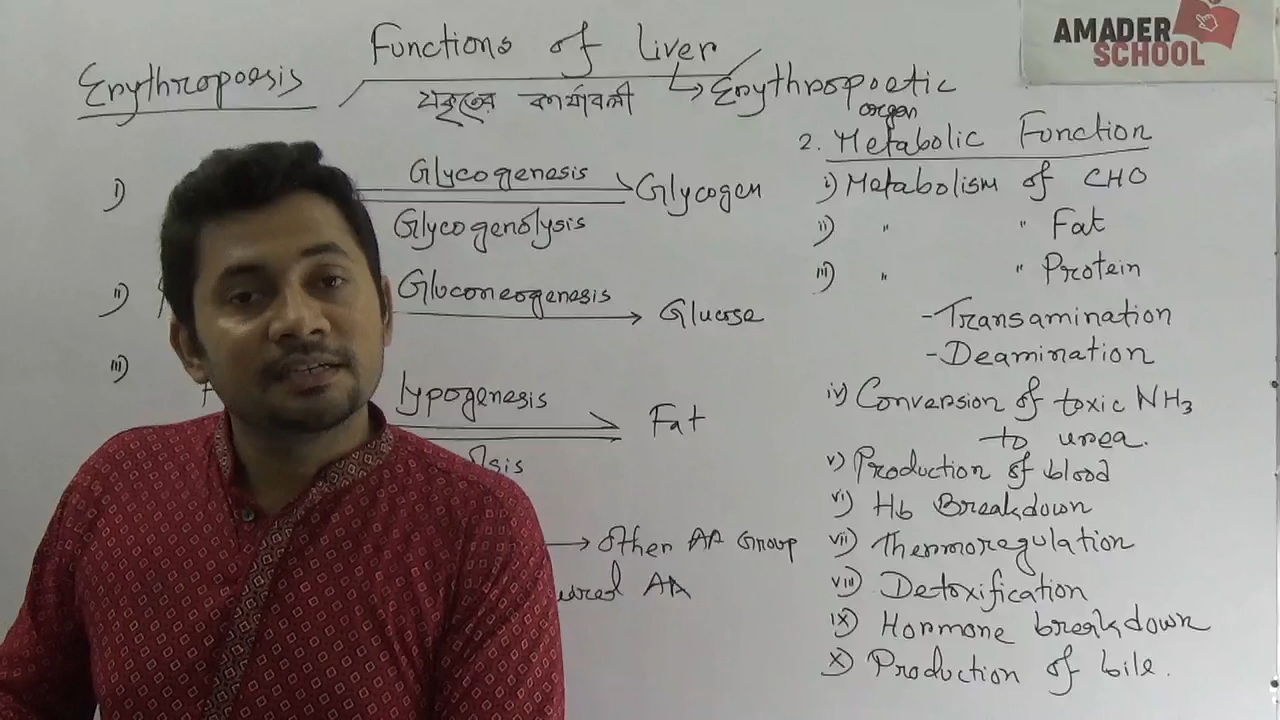 AMADER
SCHOOL
Functions of Liver
Erythropoesis
যকৃতের কার্যাবলী
Erythropoetic
organ
i)
Glycogenesis
Glycogen
Glycogenolysis
ii)
Gluconeogenesis
Glucose
iii)
lypogenesis
Fat
lysis
Other AA Group
AA
2. Metabolic Function
i) Metabolism of CHO
ii) " " Fat
iii) " " Protein
- Transamination
- Deamination
iv) Conversion of toxic NH3
to urea.
v) Production of blood
vi) Hb Breakdown
vii) Thermoregulation
viii) Detoxification
ix) Hormone breakdown
x) Production of bile.